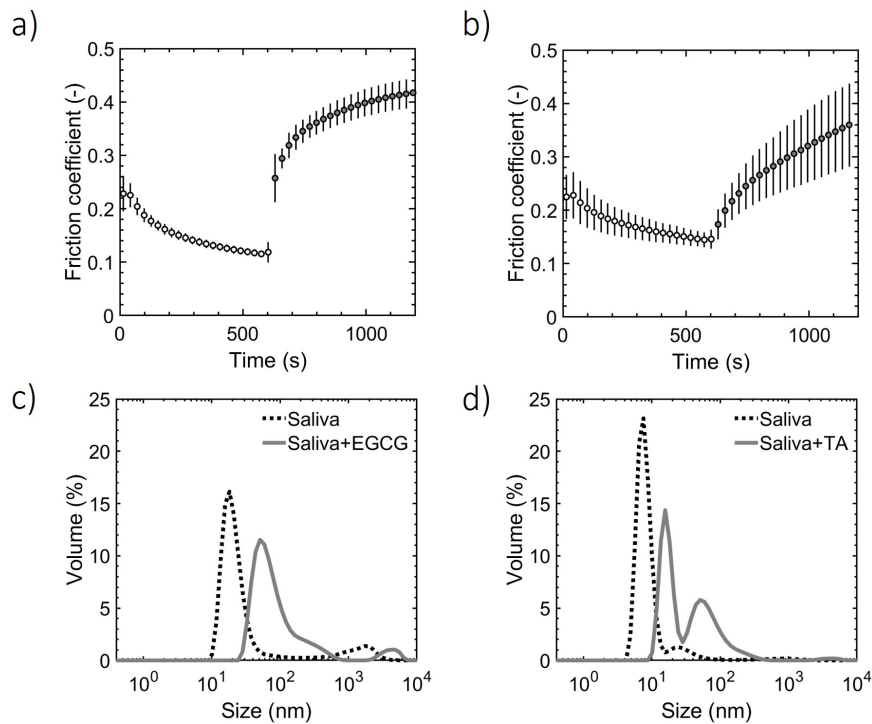 a)
0.5
0.4
0.3
0.2
0.1
0
Friction coefficient (-)
0 500 1000
Time (s)
b)
0.5
0.4
0.3
0.2
0.1
0
Friction coefficient (-)
0 500 1000
Time (s)
c)
25
20
15
10
5
0
Volume (%)
Saliva
Saliva+EGCG
10^0 10^1 10^2 10^3 10^4
Size (nm)
d)
25
20
15
10
5
0
Volume (%)
Saliva
Saliva+TA
10^0 10^1 10^2 10^3 10^4
Size (nm)